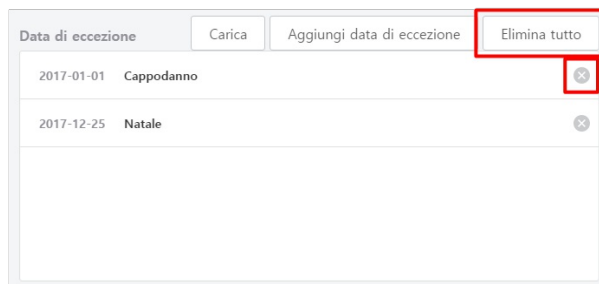 Data di eccezione Carica Aggiungi data di eccezione Elimina tutto
2017-01-01 Cappodanno
2017-12-25 Natale